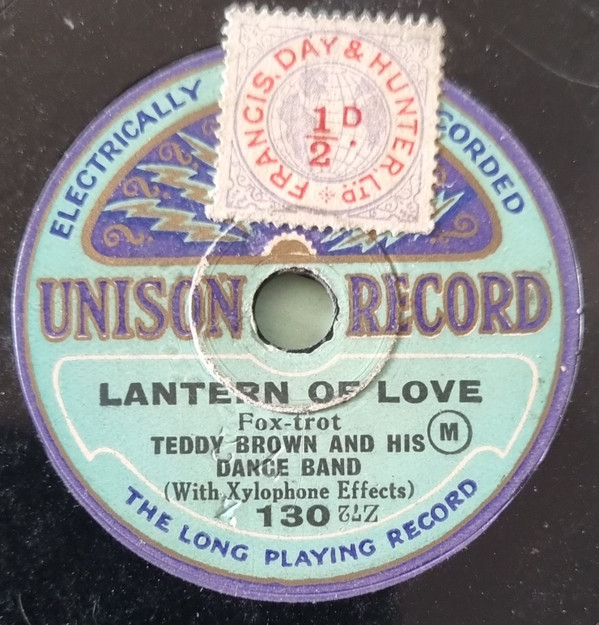 FRANCIS, DAY & HUNTER LTD.
1/2 D.
ELECTRICALLY
CORDED
UNISON RECORD
LANTERN OF LOVE
Fox-trot
TEDDY BROWN AND HIS
DANCE BAND
M
(With Xylophone Effects)
130
THE LONG PLAYING RECORD